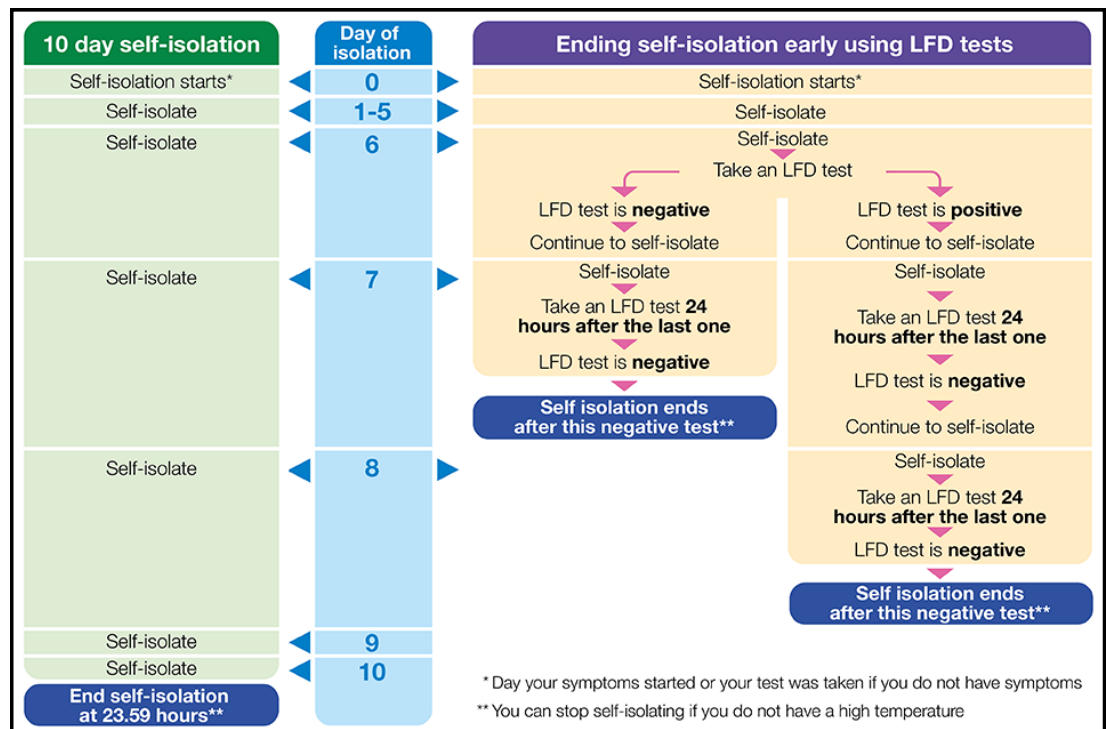 10 day self-isolation
Day of
isolation
Ending self-isolation early using LFD tests
Self-isolation starts*
0
Self-isolation starts*
Self-isolate
1-5
Self-isolate
Self-isolate
6
Self-isolate
Take an LFD test
LFD test is negative
LFD test is positive
Continue to self-isolate
Continue to self-isolate
Self-isolate
7
Self-isolate
Take an LFD test 24
hours after the last one
LFD test is negative
Self isolation ends
after this negative test**
Self-isolate
Take an LFD test 24
hours after the last one
LFD test is negative
Continue to self-isolate
Self-isolate
8
Self-isolate
Take an LFD test 24
hours after the last one
LFD test is negative
Self isolation ends
after this negative test**
Self-isolate
9
Self-isolate
10
End self-isolation
at 23.59 hours**
* Day your symptoms started or your test was taken if you do not have symptoms
** You can stop self-isolating if you do not have a high temperature